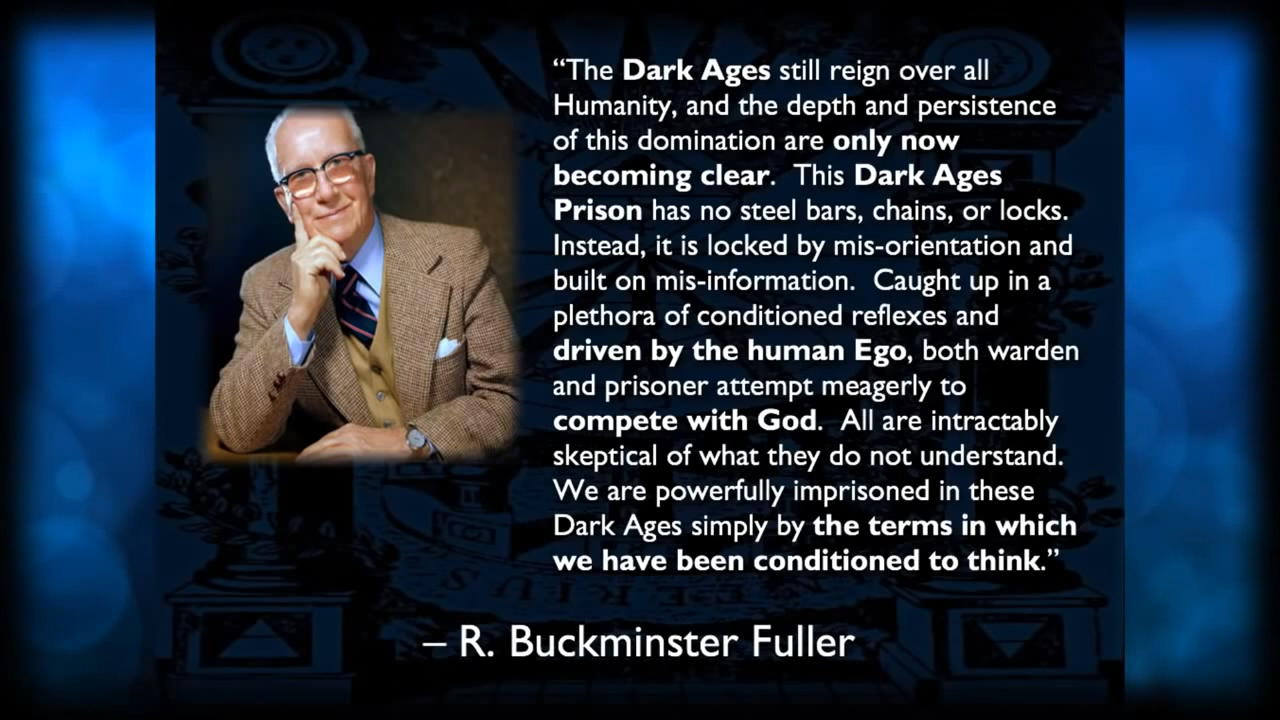 “The Dark Ages still reign over all
Humanity, and the depth and persistence
of this domination are only now
becoming clear.  This Dark Ages
Prison has no steel bars, chains, or locks.
Instead, it is locked by mis-orientation and
built on mis-information.  Caught up in a
plethora of conditioned reflexes and
driven by the human Ego, both warden
and prisoner attempt meagerly to
compete with God.  All are intractably
skeptical of what they do not understand.
We are powerfully imprisoned in these
Dark Ages simply by the terms in which
we have been conditioned to think.”
– R. Buckminster Fuller